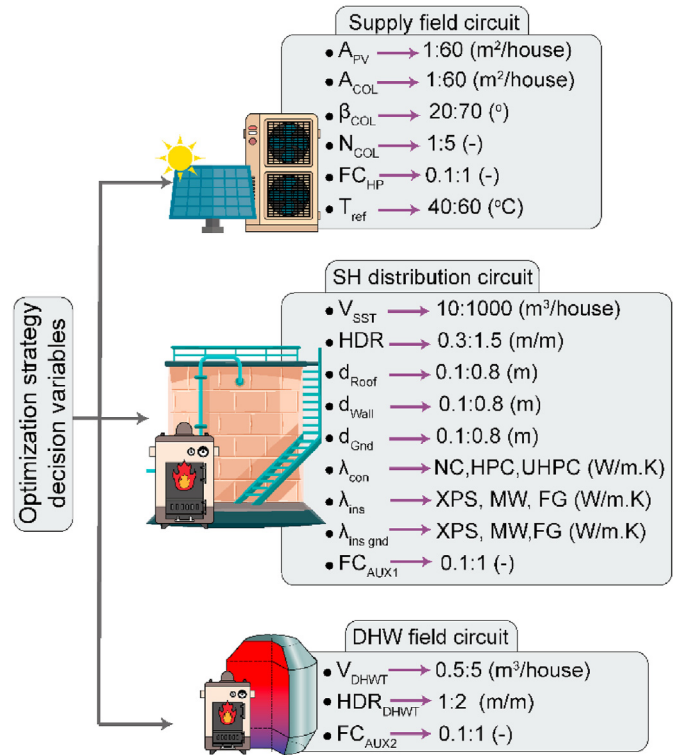 Optimization strategy
decision variables
Supply field circuit
• A_PV → 1:60 (m²/house)
• A_COL → 1:60 (m²/house)
• β_COL → 20:70 (°)
• N_COL → 1:5 (-)
• FC_HP → 0.1:1 (-)
• T_ref → 40:60 (°C)
SH distribution circuit
• V_SST → 10:1000 (m³/house)
• HDR → 0.3:1.5 (m/m)
• d_Roof → 0.1:0.8 (m)
• d_Wall → 0.1:0.8 (m)
• d_Gnd → 0.1:0.8 (m)
• λ_con → NC,HPC,UHPC (W/m.K)
• λ_ins → XPS, MW, FG (W/m.K)
• λ_ins gnd → XPS, MW,FG (W/m.K)
• FC_AUX1 → 0.1:1 (-)
DHW field circuit
• V_DHWT → 0.5:5 (m³/house)
• HDR_DHWT → 1:2 (m/m)
• FC_AUX2 → 0.1:1 (-)